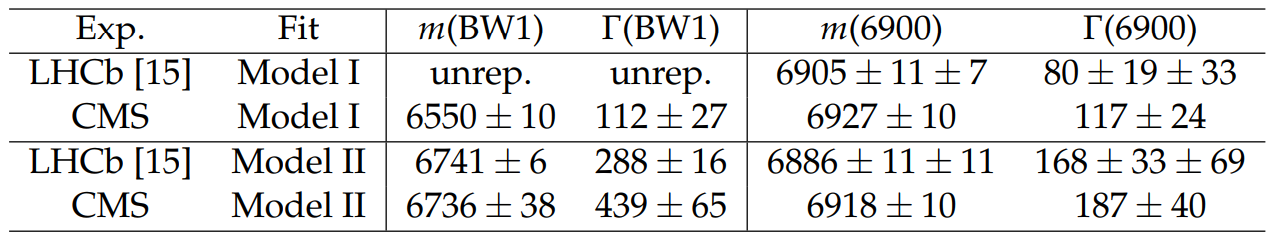 Exp. Fit m(BW1) Γ(BW1) m(6900) Γ(6900)
LHCb [15] Model I unrep. unrep. 6905 ± 11 ± 7 80 ± 19 ± 33
CMS Model I 6550 ± 10 112 ± 27 6927 ± 10 117 ± 24
LHCb [15] Model II 6741 ± 6 288 ± 16 6886 ± 11 ± 11 168 ± 33 ± 69
CMS Model II 6736 ± 38 439 ± 65 6918 ± 10 187 ± 40